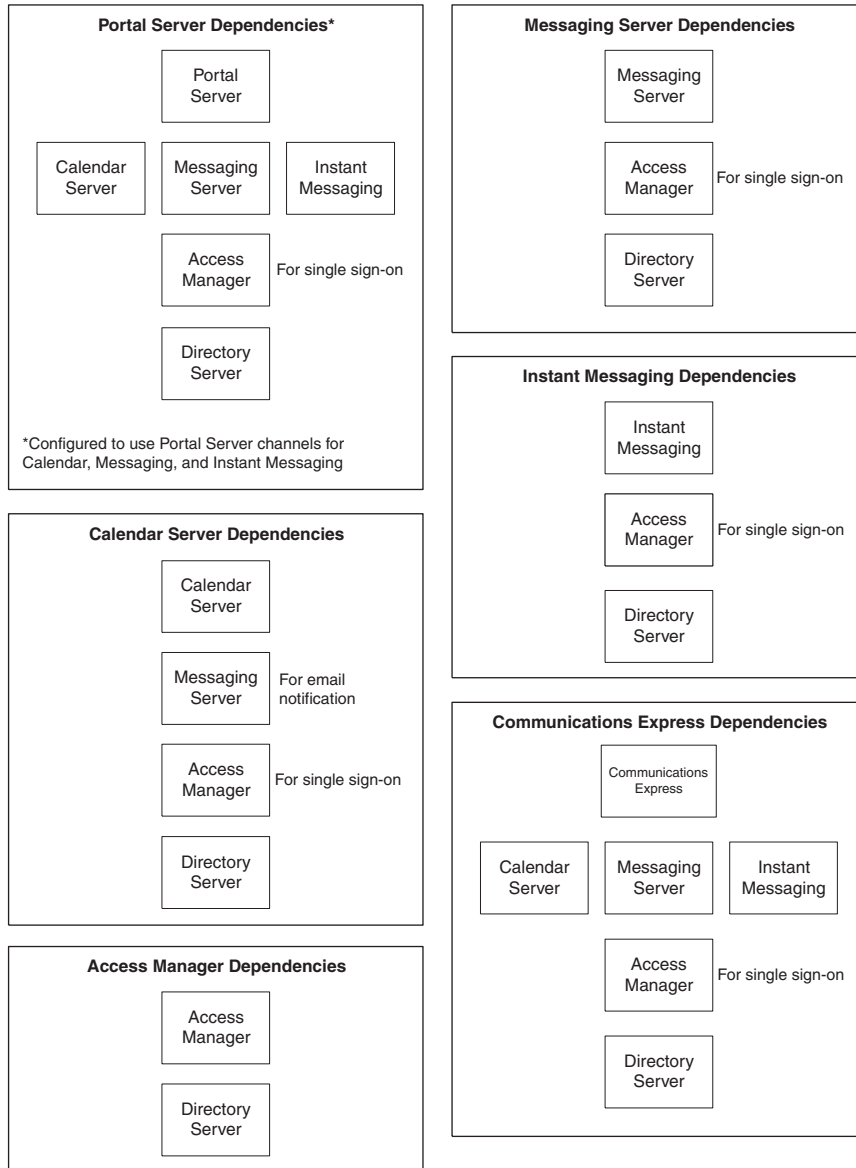 Portal Server Dependencies*
Portal
Server
Calendar
Server
Messaging
Server
Instant
Messaging
Access
Manager
For single sign-on
Directory
Server
*Configured to use Portal Server channels for
Calendar, Messaging, and Instant Messaging
Calendar Server Dependencies
Calendar
Server
Messaging
Server
For email
notification
Access
Manager
For single sign-on
Directory
Server
Access Manager Dependencies
Access
Manager
Directory
Server
Messaging Server Dependencies
Messaging
Server
Access
Manager
For single sign-on
Directory
Server
Instant Messaging Dependencies
Instant
Messaging
Access
Manager
For single sign-on
Directory
Server
Communications Express Dependencies
Communications
Express
Calendar
Server
Messaging
Server
Instant
Messaging
Access
Manager
For single sign-on
Directory
Server